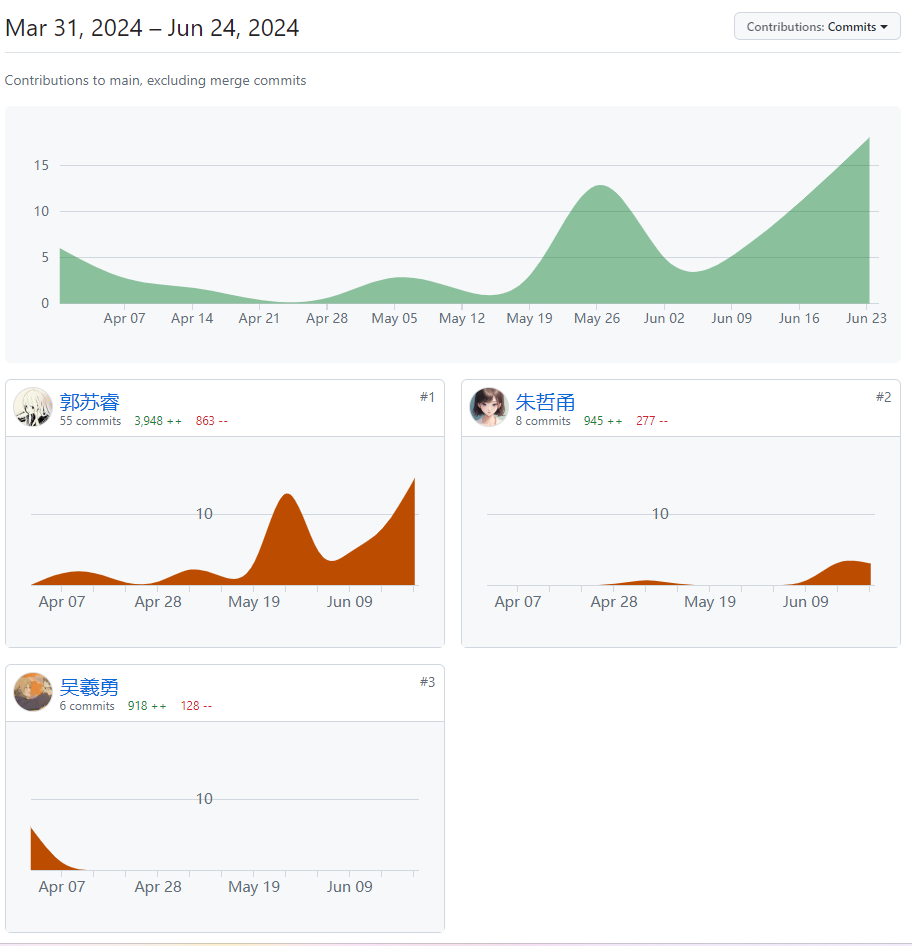 Mar 31, 2024 – Jun 24, 2024
Contributions: Commits
Contributions to main, excluding merge commits
15
10
5
0
Apr 07 Apr 14 Apr 21 Apr 28 May 05 May 12 May 19 May 26 Jun 02 Jun 09 Jun 16 Jun 23
郭苏睿
#1
55 commits 3,948 ++ 863 --
10
Apr 07 Apr 28 May 19 Jun 09
朱哲甬
#2
8 commits 945 ++ 277 --
10
Apr 07 Apr 28 May 19 Jun 09
吴羲勇
#3
6 commits 918 ++ 128 --
10
Apr 07 Apr 28 May 19 Jun 09